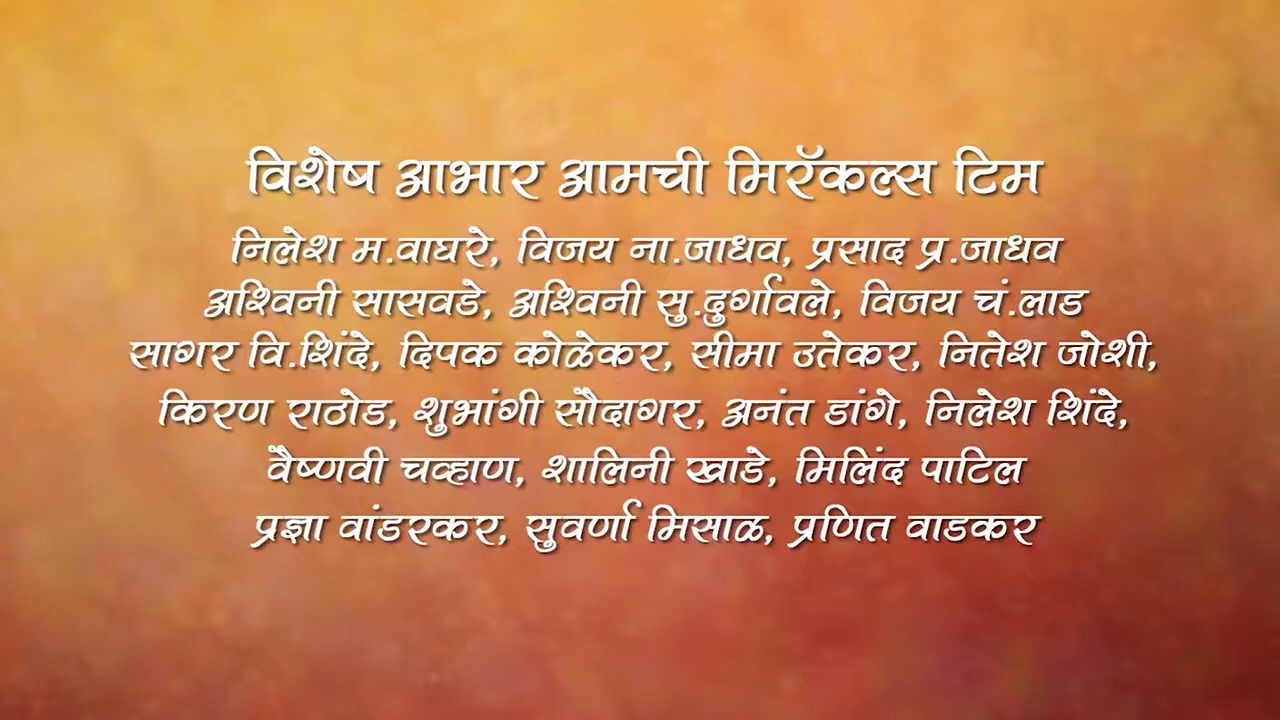 विशेष आभार आमची मिरॅकल्स टिम
निलेश म.वाघरे, विजय ना.जाधव, प्रसाद प्र.जाधव
अश्विनी सासवडे, अश्विनी सु.दुर्गावले, विजय चं.लाड
सागर वि.शिंदे, दिपक कोळेकर, सीमा उतेकर, नितेश जोशी,
किरण राठोड, शुभांगी सौदागर, अनंत डांगे, निलेश शिंदे,
वैष्णवी चव्हाण, शालिनी खाडे, मिलिंद पाटिल
प्रज्ञा वांडरकर, सुवर्णा मिसाळ, प्रणित वाडकर